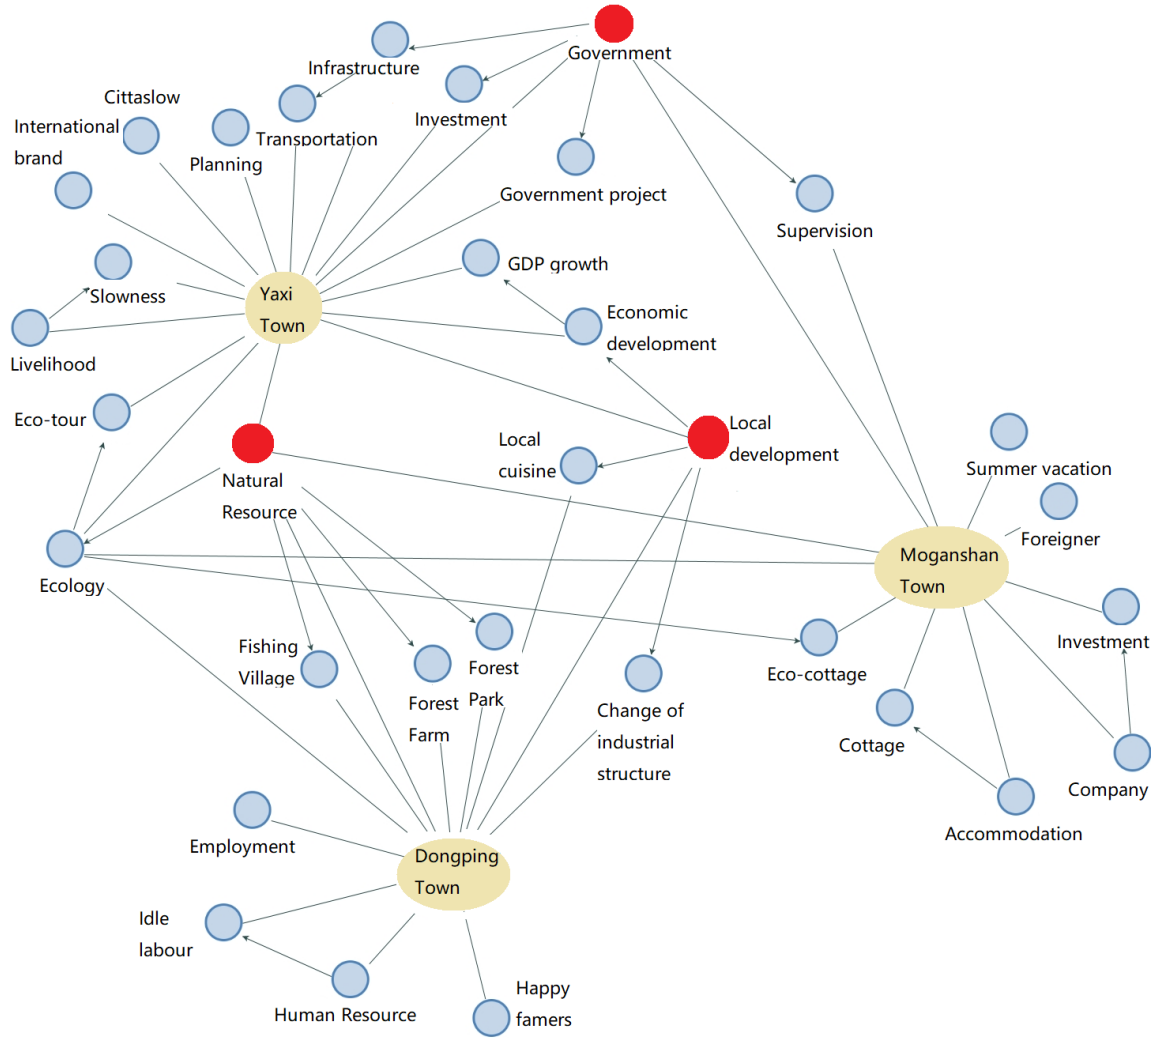 Government
Infrastructure
Cittaslow
Investment
International
brand
Transportation
Planning
Government project
Supervision
GDP growth
Yaxi
Town
Slowness
Economic
development
Livelihood
Eco-tour
Local
development
Local
cuisine
Summer vacation
Natural
Resource
Foreigner
Moganshan
Town
Ecology
Investment
Fishing
Village
Forest
Park
Eco-cottage
Forest
Farm
Change of
industrial
structure
Cottage
Company
Accommodation
Employment
Dongping
Town
Idle
labour
Human Resource
Happy
famers